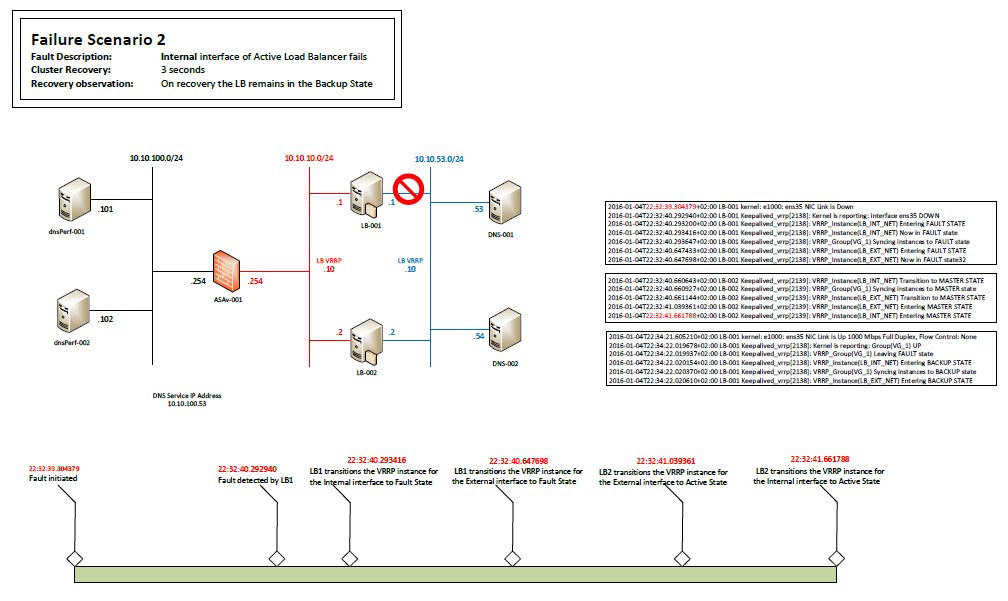 Failure Scenario 2
Fault Description: Internal interface of Active Load Balancer fails
Cluster Recovery: 3 seconds
Recovery observation: On recovery the LB remains in the Backup State
10.10.100.0/24
10.10.10.0/24
10.10.53.0/24
.101
dnsPerf-001
.1
.1
LB-001
.53
DNS-001
LB VRRP
.10
LB VRRP
.10
.254
.254
ASAv-001
.102
dnsPerf-002
.2
.2
LB-002
.54
DNS-002
DNS Service IP Address
10.10.100.53
2016-01-04T22:32:39.304379+02:00 LB-001 kernel: e1000: ens35 NIC Link is Down
2016-01-04T22:32:40.292940+02:00 LB-001 Keepalived_vrrp[2138]: Kernel is reporting: interface ens35 DOWN
2016-01-04T22:32:40.293200+02:00 LB-001 Keepalived_vrrp[2138]: VRRP_Instance(LB_INT_NET) Entering FAULT STATE
2016-01-04T22:32:40.293416+02:00 LB-001 Keepalived_vrrp[2138]: VRRP_Instance(LB_INT_NET) Now in FAULT state
2016-01-04T22:32:40.293647+02:00 LB-001 Keepalived_vrrp[2138]: VRRP_Group(VG_1) Syncing instances to FAULT state
2016-01-04T22:32:40.647433+02:00 LB-001 Keepalived_vrrp[2138]: VRRP_Instance(LB_EXT_NET) Entering FAULT STATE
2016-01-04T22:32:40.647698+02:00 LB-001 Keepalived_vrrp[2138]: VRRP_Instance(LB_EXT_NET) Now in FAULT state32
2016-01-04T22:32:40.660643+02:00 LB-002 Keepalived_vrrp[2139]: VRRP_Instance(LB_INT_NET) Transition to MASTER STATE
2016-01-04T22:32:40.660927+02:00 LB-002 Keepalived_vrrp[2139]: VRRP_Group(VG_1) Syncing instances to MASTER state
2016-01-04T22:32:40.661144+02:00 LB-002 Keepalived_vrrp[2139]: VRRP_Instance(LB_EXT_NET) Transition to MASTER STATE
2016-01-04T22:32:41.039361+02:00 LB-002 Keepalived_vrrp[2139]: VRRP_Instance(LB_EXT_NET) Entering MASTER STATE
2016-01-04T22:32:41.661788+02:00 LB-002 Keepalived_vrrp[2139]: VRRP_Instance(LB_INT_NET) Entering MASTER STATE
2016-01-04T22:34:21.605210+02:00 LB-001 kernel: e1000: ens35 NIC Link is Up 1000 Mbps Full Duplex, Flow Control: None
2016-01-04T22:34:22.019678+02:00 LB-001 Keepalived_vrrp[2138]: Kernel is reporting: Group(VG_1) UP
2016-01-04T22:34:22.019937+02:00 LB-001 Keepalived_vrrp[2138]: VRRP_Group(VG_1) Leaving FAULT state
2016-01-04T22:34:22.020154+02:00 LB-001 Keepalived_vrrp[2138]: VRRP_Instance(LB_INT_NET) Entering BACKUP STATE
2016-01-04T22:34:22.020370+02:00 LB-001 Keepalived_vrrp[2138]: VRRP_Group(VG_1) Syncing instances to BACKUP state
2016-01-04T22:34:22.020610+02:00 LB-001 Keepalived_vrrp[2138]: VRRP_Instance(LB_EXT_NET) Entering BACKUP STATE
22:32:39.304379
Fault initiated
22:32:40.292940
Fault detected by LB1
22:32:40.293416
LB1 transitions the VRRP instance for
the Internal interface to Fault State
22:32:40.647698
LB1 transitions the VRRP instance for
the External interface to Fault State
22:32:41.039361
LB2 transitions the VRRP instance for
the External interface to Active State
22:32:41.661788
LB2 transitions the VRRP instance for
the Internal interface to Active State